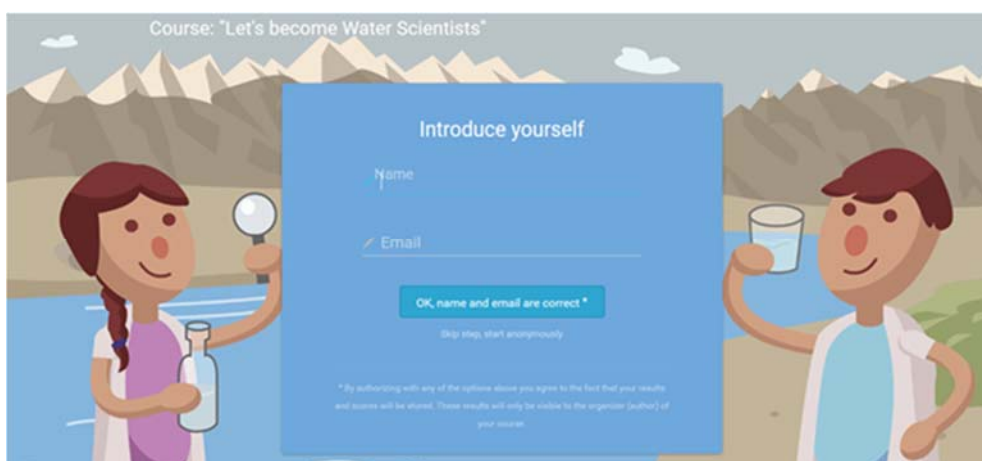 Course: "Let's become Water Scientists"
Introduce yourself
Name
Email
OK, name and email are correct *
Skip step, start anonymously
* By authorizing with any of the options above you agree to the fact that your results
and scores will be stored. These results will only be visible to the organizer (author) of
your course.